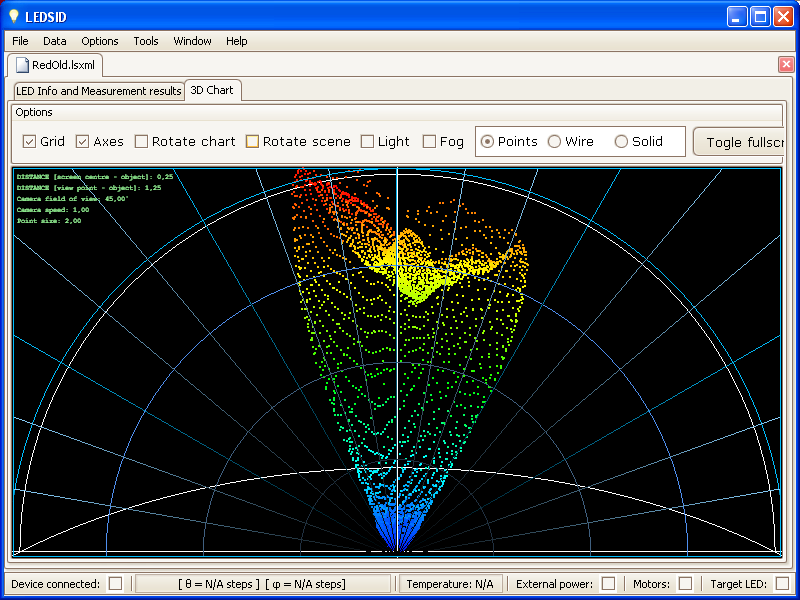 LEDSID
File Data Options Tools Window Help
RedOld.lsxml
LED Info and Measurement results 3D Chart
Options
Grid Axes Rotate chart Rotate scene Light Fog Points Wire Solid Togle fullscr
DISTANCE [screen centre - object]: 0,25
DISTANCE [view point - object]: 1,25
Camera field of view: 45,00°
Camera speed: 1,00
Point size: 2,00
Device connected: [ θ = N/A steps ] [ φ = N/A steps] Temperature: N/A External power: Motors: Target LED: